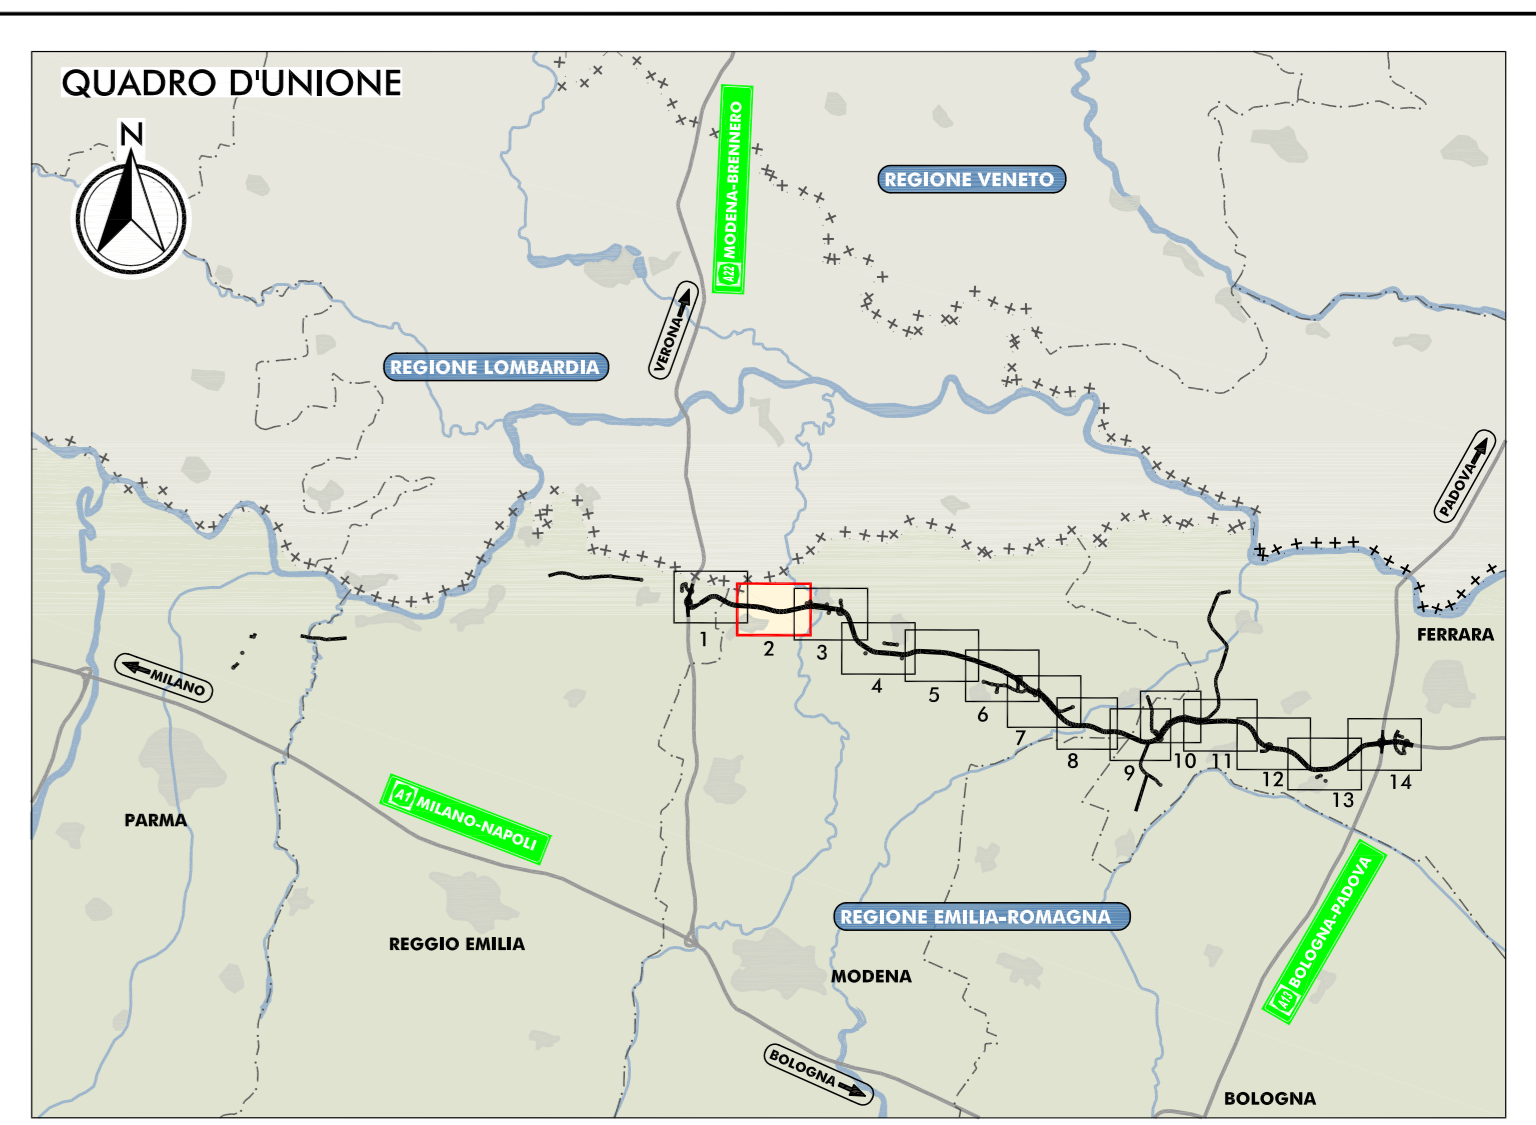 QUADRO D'UNIONE
N
A22 MODENA-BRENNERO
REGIONE VENETO
VERONA
REGIONE LOMBARDIA
PADOVA
FERRARA
1
2
3
4
5
6
7
8
9
10
11
12
13
14
MILANO
PARMA
A1 MILANO-NAPOLI
REGGIO EMILIA
REGIONE EMILIA-ROMAGNA
MODENA
A13 BOLOGNA-PADOVA
BOLOGNA
BOLOGNA